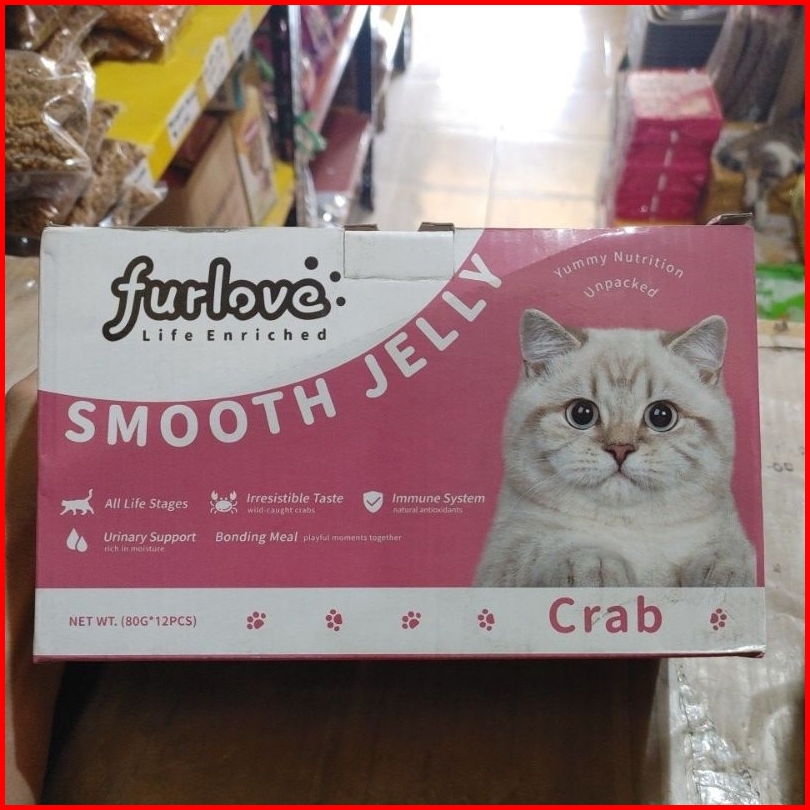 furlove
Life Enriched
Yummy Nutrition
Unpacked
SMOOTH JELLY
All Life Stages
Irresistible Taste
wild-caught crabs
Immune System
natural antioxidants
Urinary Support
rich in moisture
Bonding Meal playful moments together
NET WT. (80G*12PCS)
Crab